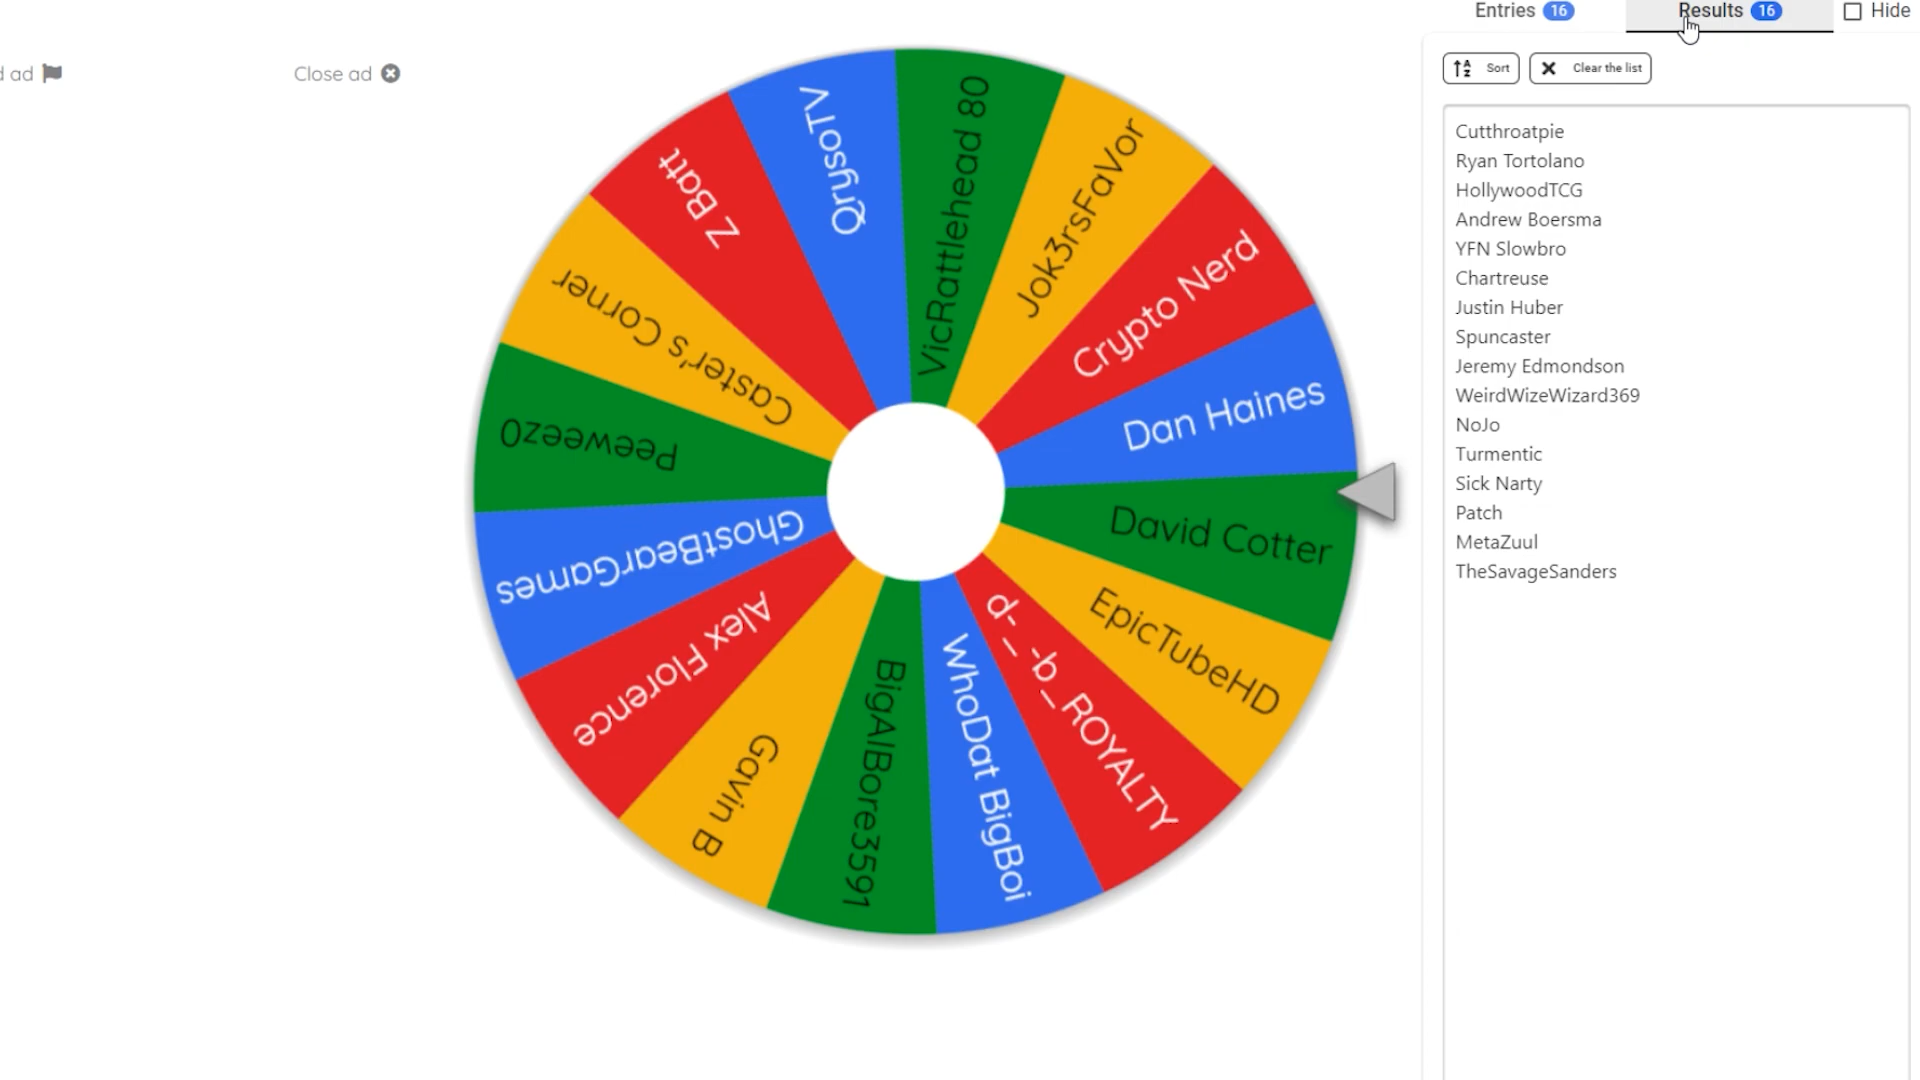 Entries 16
Results 16
Hide
d ad
Close ad
Sort
Clear the list
Cutthroatpie
Ryan Tortolano
HollywoodTCG
Andrew Boersma
YFN Slowbro
Chartreuse
Justin Huber
Spuncaster
Jeremy Edmondson
WeirdWizeWizard369
NoJo
Turmentic
Sick Narty
Patch
MetaZuul
TheSavageSanders
VicRattlehead 80
Jok3rsFaVor
Crypto Nerd
Dan Haines
David Cotter
EpicTubeHD
d-_-b_ROYALTY
WhoDat BigBoi
BigAlBore3591
Gavin B
Alex Florence
GhostBearGames
Peeweez0
Caster's Corner
Z Batt
QrysoTV